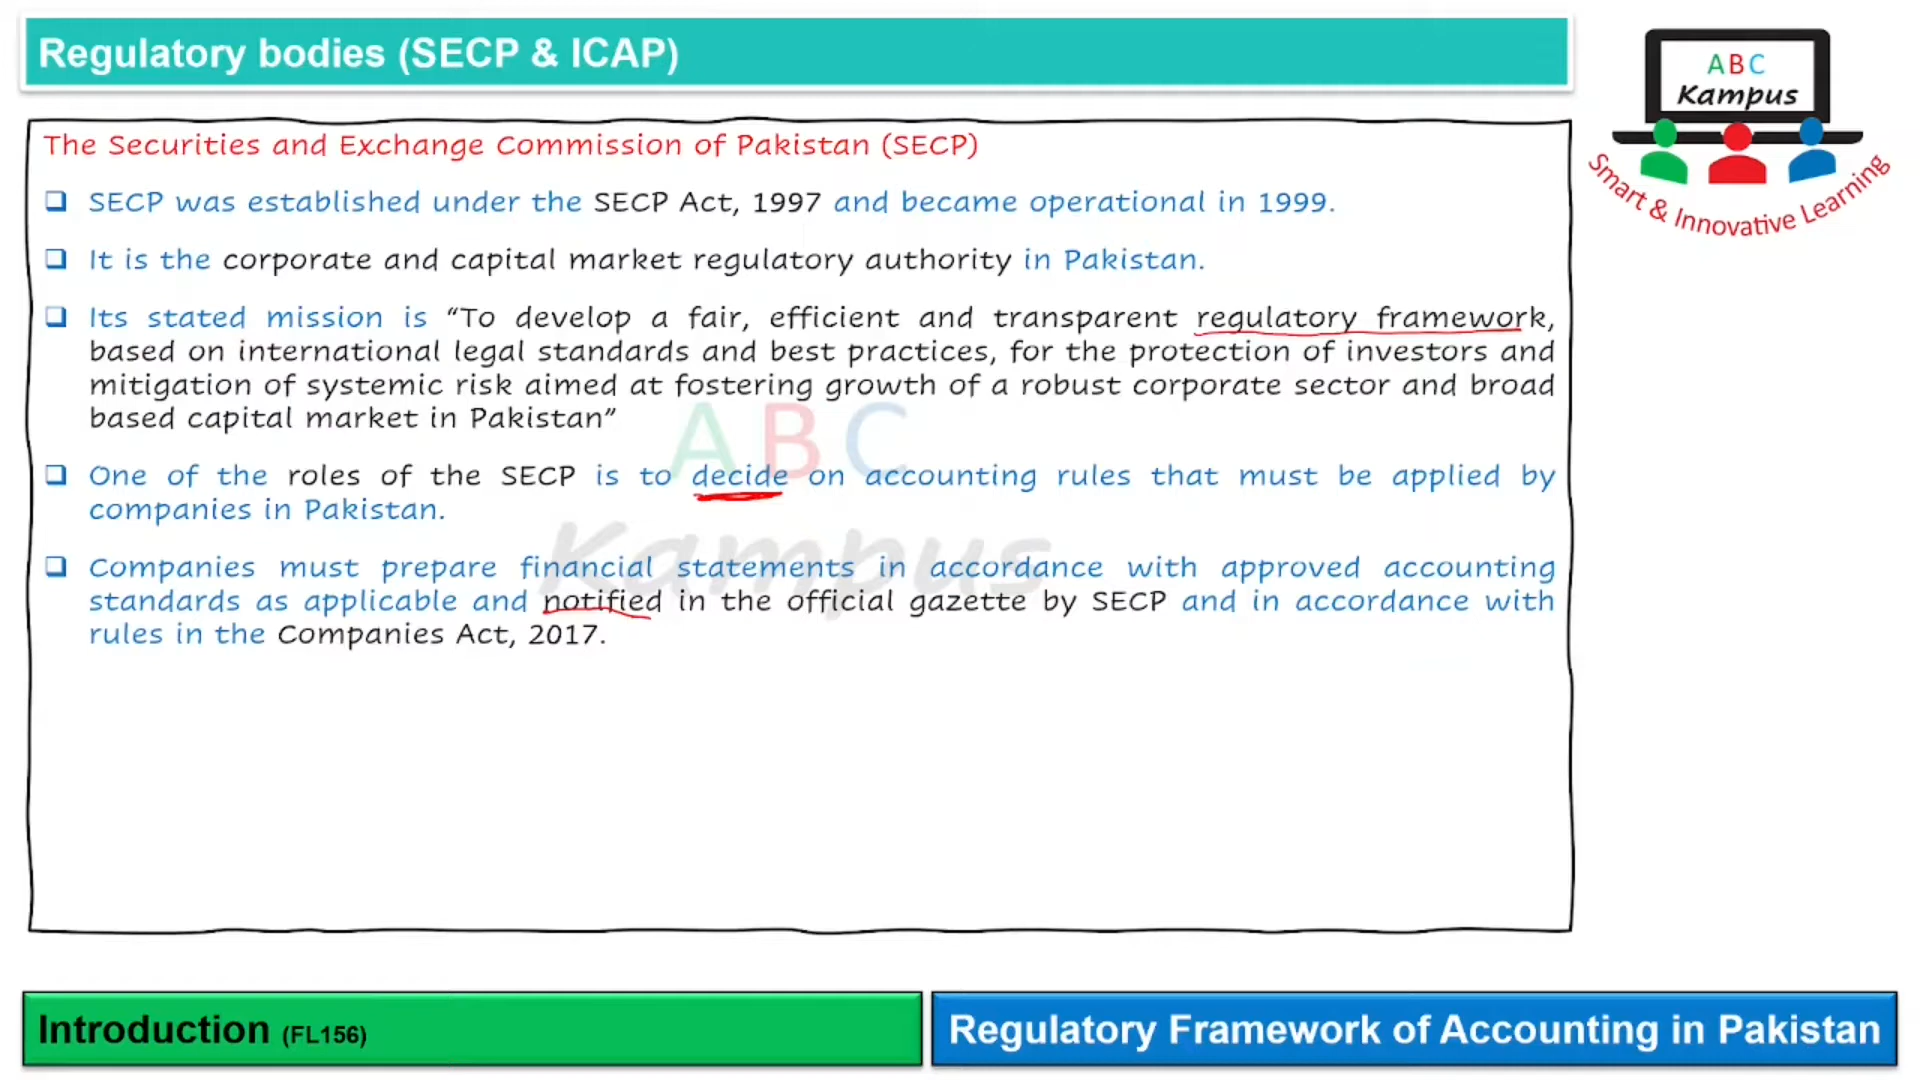 Regulatory bodies (SECP & ICAP)
ABC
Kampus
Smart & Innovative Learning
The Securities and Exchange Commission of Pakistan (SECP)
SECP was established under the SECP Act, 1997 and became operational in 1999.
It is the corporate and capital market regulatory authority in Pakistan.
Its stated mission is “To develop a fair, efficient and transparent regulatory framework,
based on international legal standards and best practices, for the protection of investors and
mitigation of systemic risk aimed at fostering growth of a robust corporate sector and broad
based capital market in Pakistan”
One of the roles of the SECP is to decide on accounting rules that must be applied by
companies in Pakistan.
Companies must prepare financial statements in accordance with approved accounting
standards as applicable and notified in the official gazette by SECP and in accordance with
rules in the Companies Act, 2017.
ABC
Kampus
Introduction (FL156)
Regulatory Framework of Accounting in Pakistan